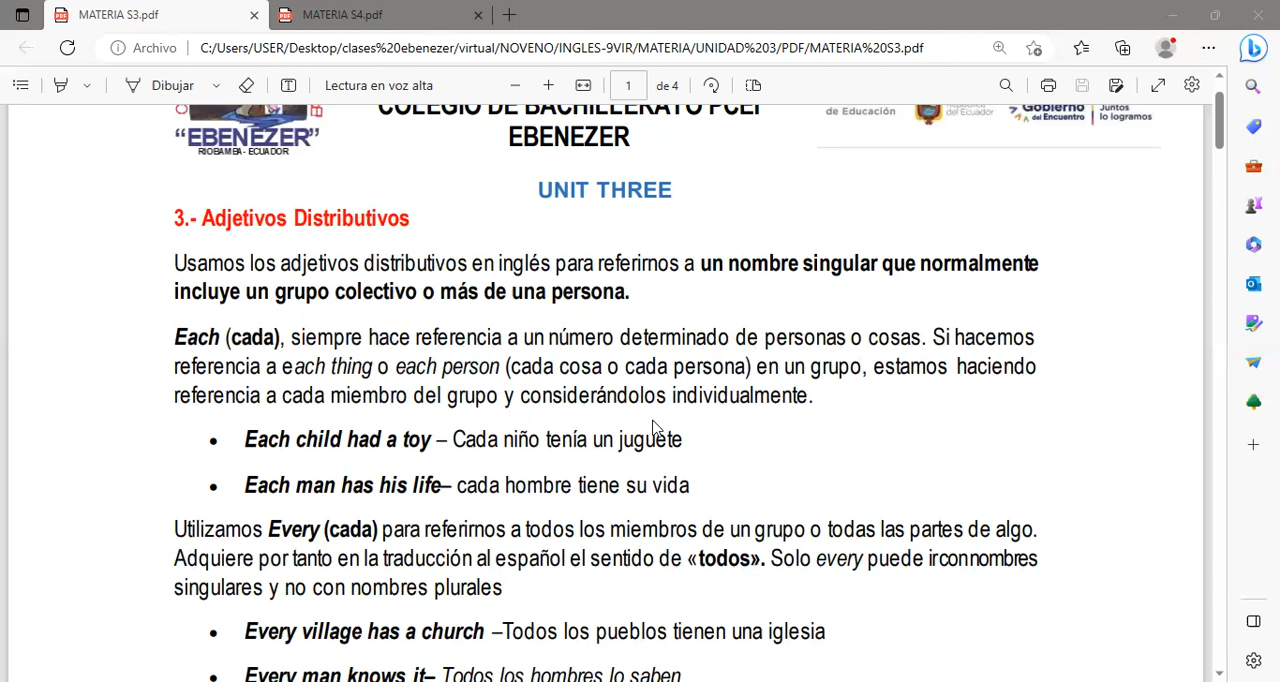 MATERIA S3.pdf
MATERIA S4.pdf
Archivo
C:/Users/USER/Desktop/clases%20ebenezer/virtual/NOVENO/INGLES-9VIR/MATERIA/UNIDAD%203/PDF/MATERIA%20S3.pdf
Dibujar
Lectura en voz alta
1
de 4
COLEGIO DE BACHILLERATO PCEI
EBENEZER
"EBENEZER"
RIOBAMBA - ECUADOR
de Educación
del Ecuador
Gobierno
del Encuentro
Juntos
lo logramos
UNIT THREE
3.- Adjetivos Distributivos
Usamos los adjetivos distributivos en inglés para referirnos a un nombre singular que normalmente
incluye un grupo colectivo o más de una persona.
Each (cada), siempre hace referencia a un número determinado de personas o cosas. Si hacemos
referencia a each thing o each person (cada cosa o cada persona) en un grupo, estamos haciendo
referencia a cada miembro del grupo y considerándolos individualmente.
• Each child had a toy – Cada niño tenía un juguete
• Each man has his life– cada hombre tiene su vida
Utilizamos Every (cada) para referirnos a todos los miembros de un grupo o todas las partes de algo.
Adquiere por tanto en la traducción al español el sentido de «todos». Solo every puede irconnombres
singulares y no con nombres plurales
• Every village has a church –Todos los pueblos tienen una iglesia
• Every man knows it– Todos los hombres lo saben